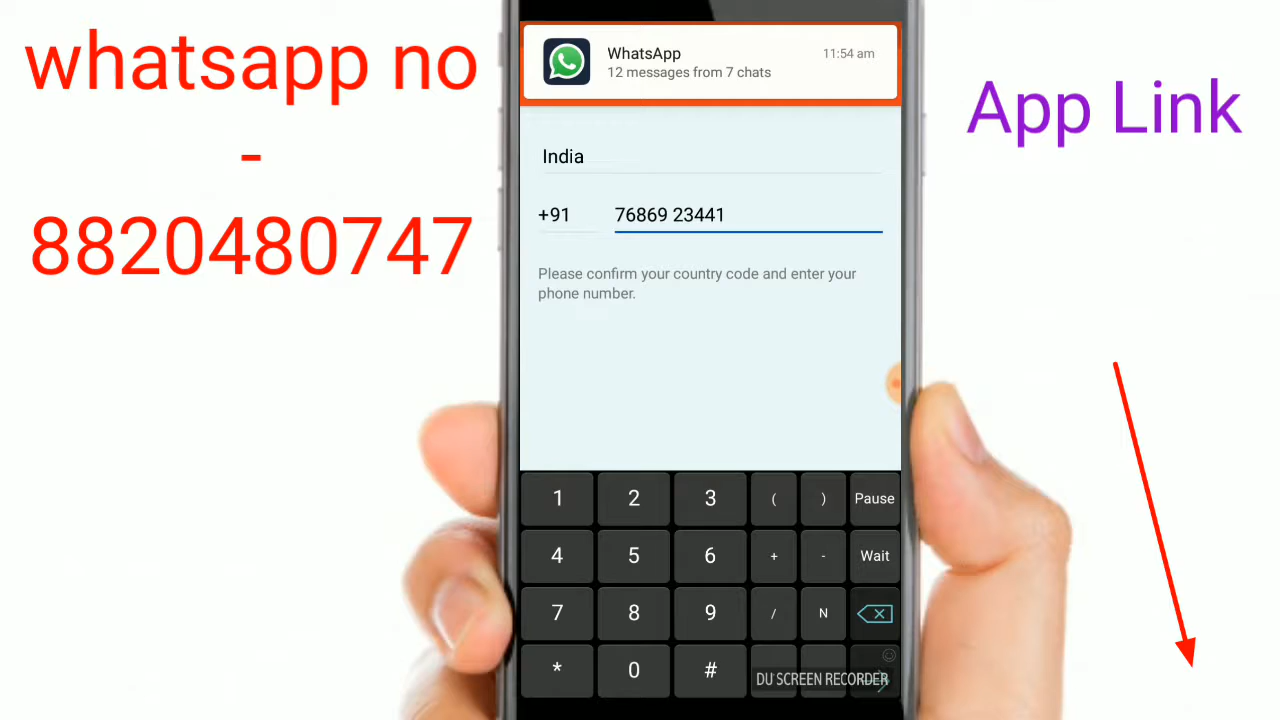 whatsapp no
-
8820480747
App Link
WhatsApp
11:54 am
12 messages from 7 chats
India
+91 76869 23441
Please confirm your country code and enter your
phone number.
1 2 3 ( ) Pause
4 5 6 + - Wait
7 8 9 / N
* 0 #
DU SCREEN RECORDER